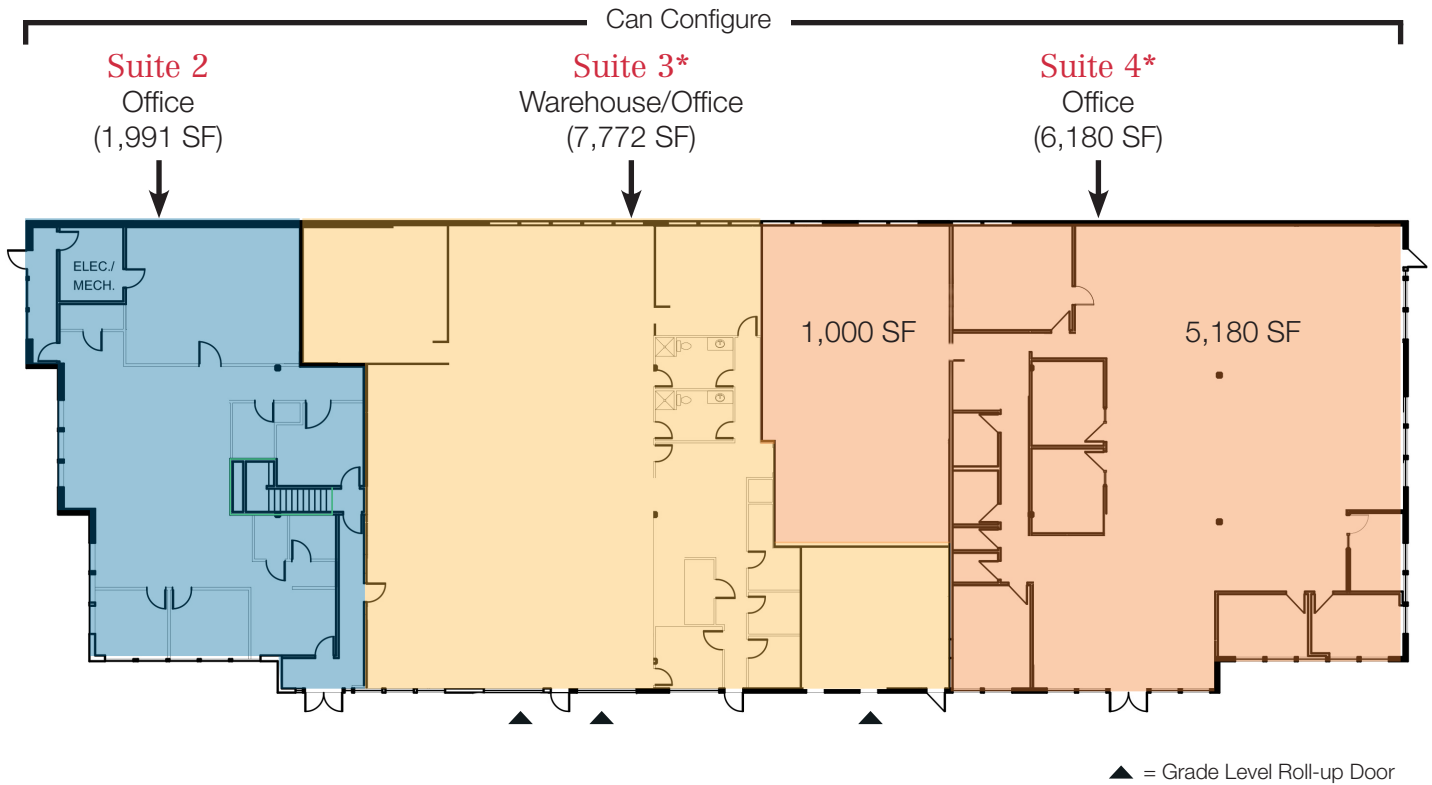 Can Configure
Suite 2
Office
(1,991 SF)
Suite 3*
Warehouse/Office
(7,772 SF)
Suite 4*
Office
(6,180 SF)
ELEC./
MECH.
1,000 SF
5,180 SF
= Grade Level Roll-up Door